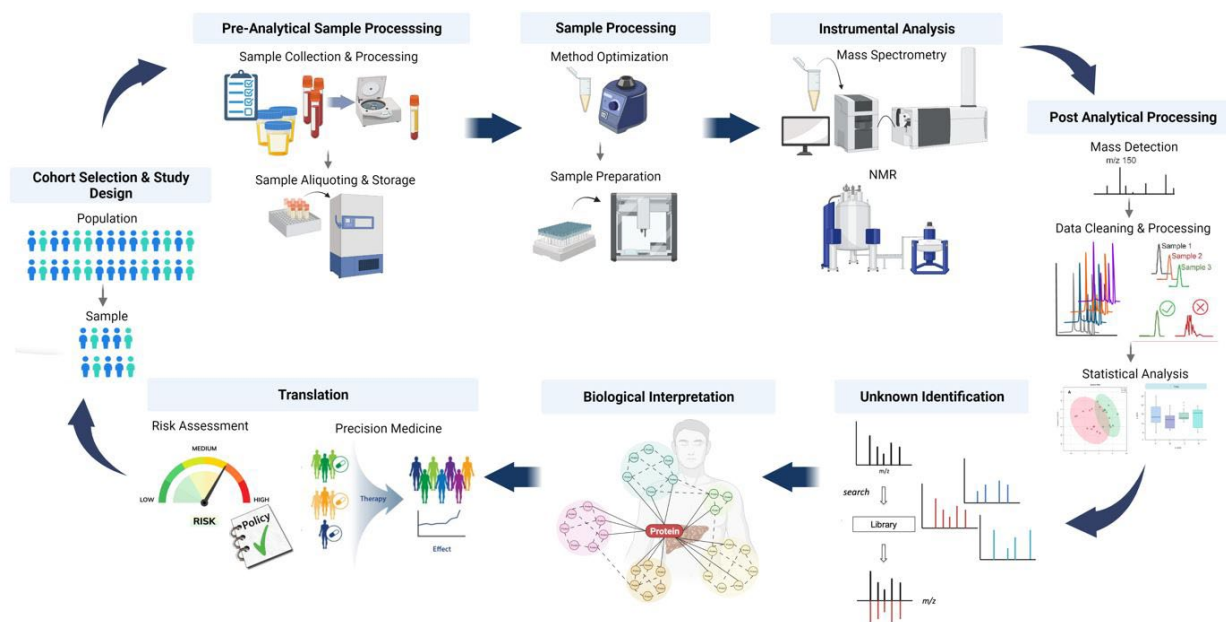 Pre-Analytical Sample Processsing
Sample Collection & Processing
Sample Aliquoting & Storage
Sample Processing
Method Optimization
Sample Preparation
Instrumental Analysis
Mass Spectrometry
NMR
Post Analytical Processing
Mass Detection
m/z 150
Data Cleaning & Processing
Sample 1
Sample 2
Sample 3
Statistical Analysis
Cohort Selection & Study
Design
Population
Sample
Translation
Risk Assessment
MEDIUM
LOW
HIGH
RISK
Policy
Precision Medicine
Therapy
Effect
Biological Interpretation
Protein
Unknown Identification
m/z
search
Library
m/z